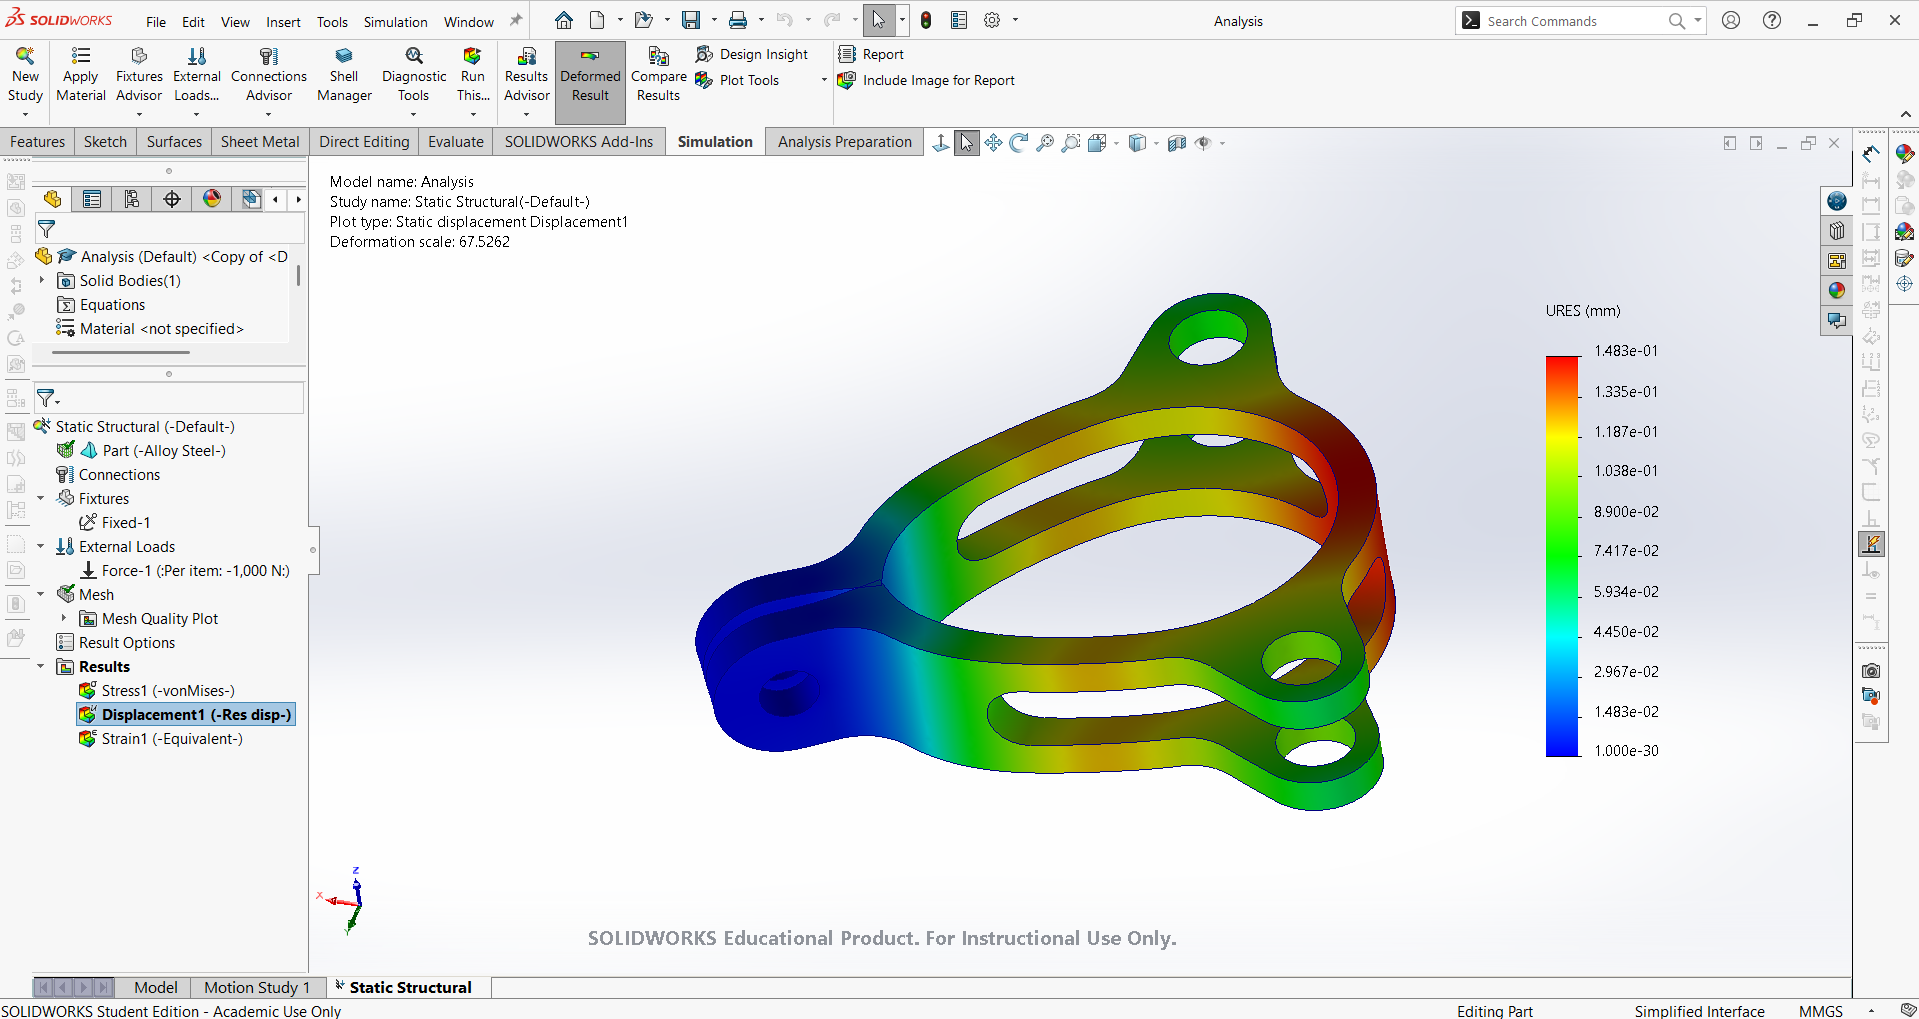 SOLIDWORKS File Edit View Insert Tools Simulation Window Analysis Search Commands
New Study
Apply Material
Fixtures Advisor
External Loads...
Connections Advisor
Shell Manager
Diagnostic Tools
Run This...
Results Advisor
Deformed Result
Compare Results
Design Insight
Plot Tools
Report
Include Image for Report
Features Sketch Surfaces Sheet Metal Direct Editing Evaluate SOLIDWORKS Add-Ins Simulation Analysis Preparation
Analysis (Default) <Copy of <D
Solid Bodies(1)
Equations
Material <not specified>
Static Structural (-Default-)
Part (-Alloy Steel-)
Connections
Fixtures
Fixed-1
External Loads
Force-1 (:Per item: -1,000 N:)
Mesh
Mesh Quality Plot
Result Options
Results
Stress1 (-vonMises-)
Displacement1 (-Res disp-)
Strain1 (-Equivalent-)
Model name: Analysis
Study name: Static Structural(-Default-)
Plot type: Static displacement Displacement1
Deformation scale: 67.5262
URES (mm)
1.483e-01
1.335e-01
1.187e-01
1.038e-01
8.900e-02
7.417e-02
5.934e-02
4.450e-02
2.967e-02
1.483e-02
1.000e-30
Z
X
Y
SOLIDWORKS Educational Product. For Instructional Use Only.
Model Motion Study 1 Static Structural
SOLIDWORKS Student Edition - Academic Use Only Editing Part Simplified Interface MMGS